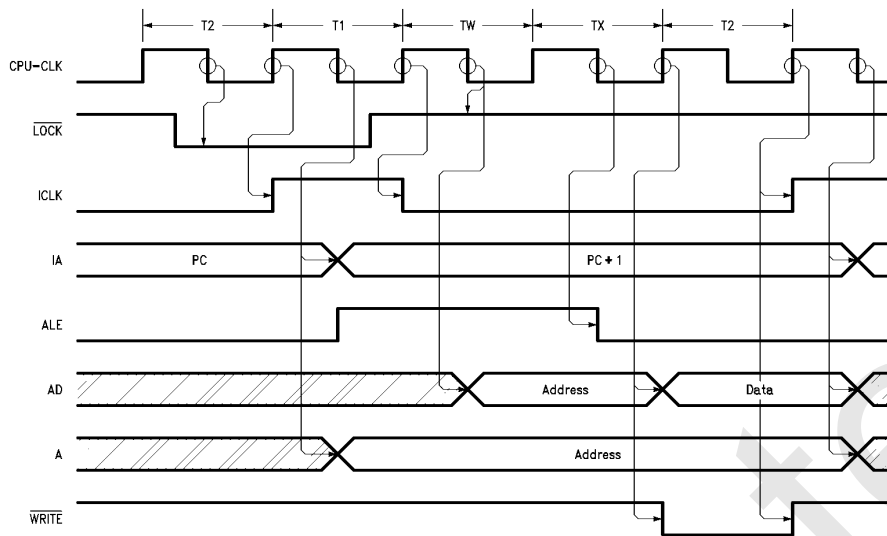 T2 T1 TW TX T2
CPU-CLK
LOCK
ICLK
IA PC PC + 1
ALE
AD Address Data
A Address
WRITE